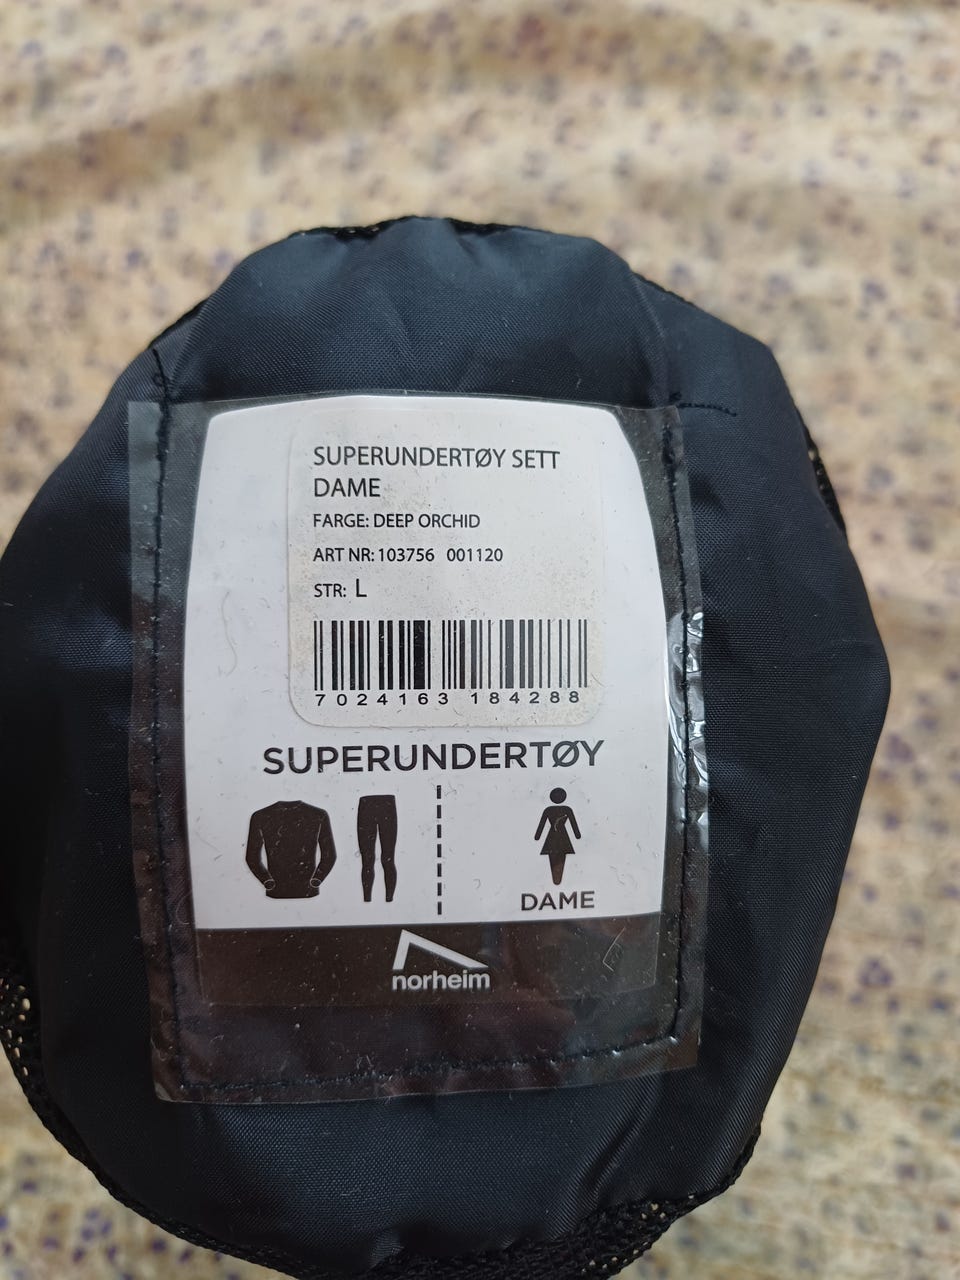 SUPERUNDERTØY SETT
DAME
FARGE: DEEP ORCHID
ART NR: 103756 001120
STR: L
7024163 184288
SUPERUNDERTØY
DAME
norheim